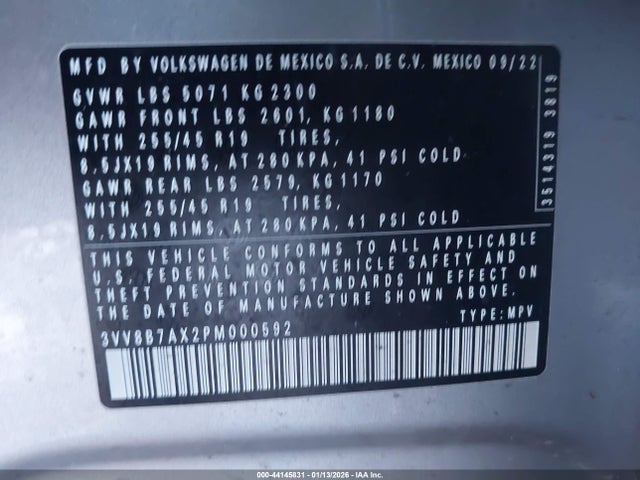 MFD BY VOLKSWAGEN DE MEXICO S.A. DE C.V. MEXICO 09/22
GVWR LBS 5071 KG 2300
GAWR FRONT LBS 2601, KG 1180
WITH 255/45 R19 TIRES,
8,5JX19 RIMS, AT 280 KPA, 41 PSI COLD
GAWR REAR LBS 2579, KG 1170
WITH 255/45 R19 TIRES,
8,5JX19 RIMS, AT 280 KPA, 41 PSI COLD
3514319 3819
THIS VEHICLE CONFORMS TO ALL APPLICABLE
U.S. FEDERAL MOTOR VEHICLE SAFETY AND
THEFT PREVENTION STANDARDS IN EFFECT ON
THE DATE OF MANUFACTURE SHOWN ABOVE.
3VV8B7AX2PM000592 TYPE: MPV
000-44145831 - 01/13/2026 - IAA Inc.